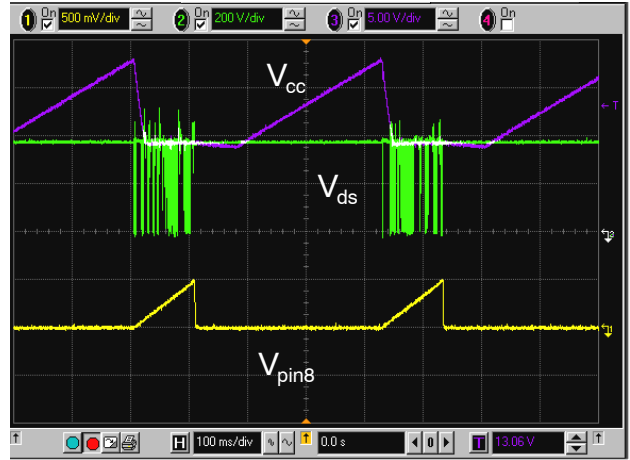 1 On 500 mV/div 2 On 200 V/div 3 On 5.00 V/div 4 On
Vcc
T
Vds
2
1
Vpin8
H 100 ms/div 0.0 s 0 T 13.06 V